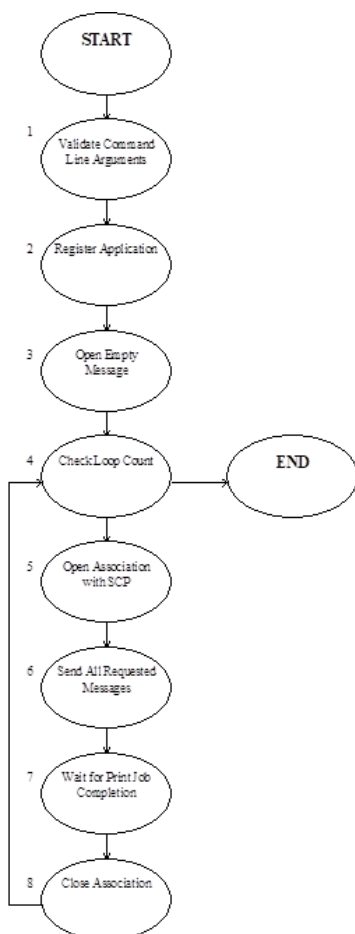 START
1
Validate Command
Line Arguments
2
Register Application
3
Open Empty
Message
4
Check Loop Count
END
5
Open Association
with SCP
6
Send All Requested
Messages
7
Wait for Print Job
Completion
8
Close Association